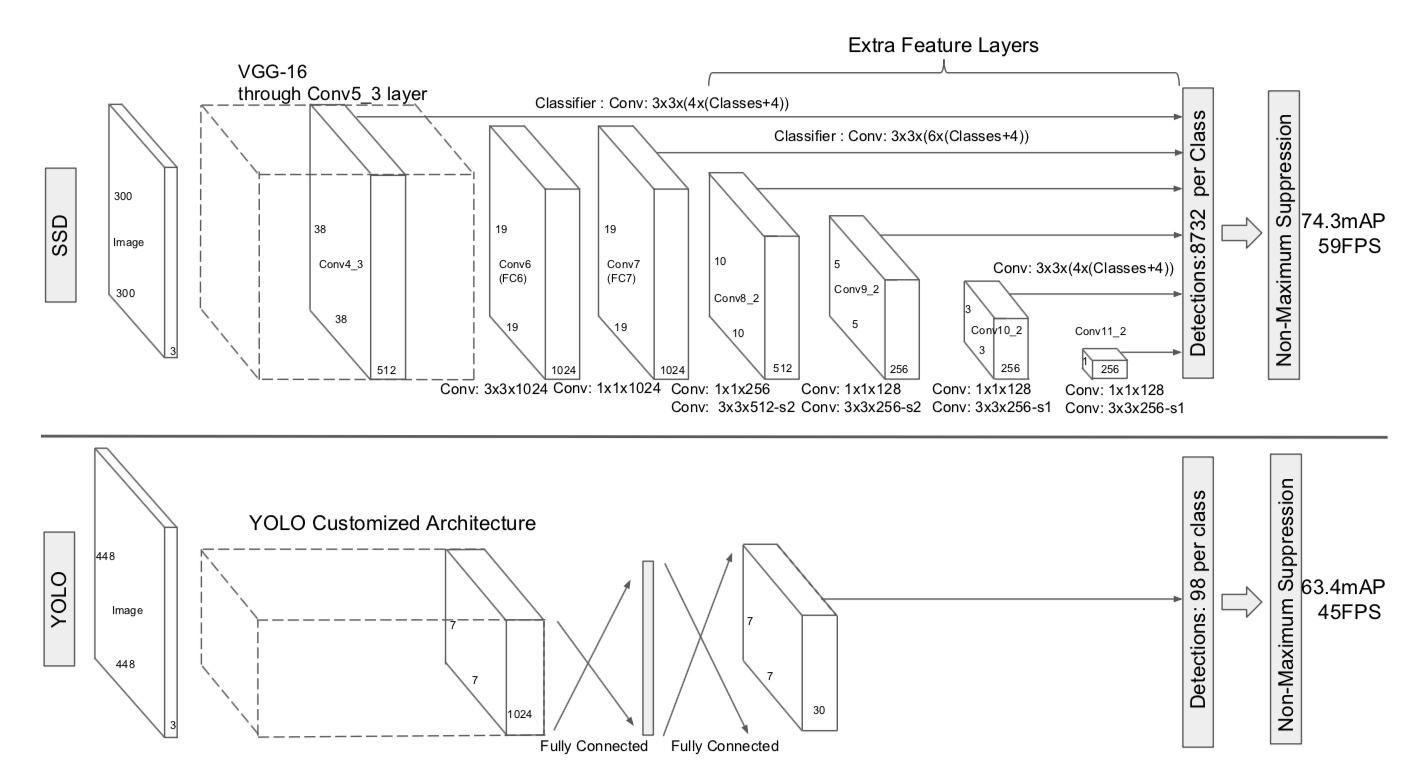 Extra Feature Layers
VGG-16
through Conv5_3 layer
Classifier : Conv: 3x3x(4x(Classes+4))
Classifier : Conv: 3x3x(6x(Classes+4))
SSD
300
Image
300
3
38
Conv4_3
38
512
19
Conv6
(FC6)
19
1024
19
Conv7
(FC7)
19
1024
10
Conv8_2
10
512
5
Conv9_2
5
256
Conv: 3x3x(4x(Classes+4))
3
Conv10_2
3
256
Conv11_2
1
256
Detections:8732 per Class
Non-Maximum Suppression
74.3mAP
59FPS
Conv: 3x3x1024
Conv: 1x1x1024
Conv: 1x1x256
Conv: 3x3x512-s2
Conv: 1x1x128
Conv: 3x3x256-s2
Conv: 1x1x128
Conv: 3x3x256-s1
Conv: 1x1x128
Conv: 3x3x256-s1
YOLO
448
Image
448
3
YOLO Customized Architecture
7
7
1024
Fully Connected
Fully Connected
7
7
30
Detections: 98 per class
Non-Maximum Suppression
63.4mAP
45FPS